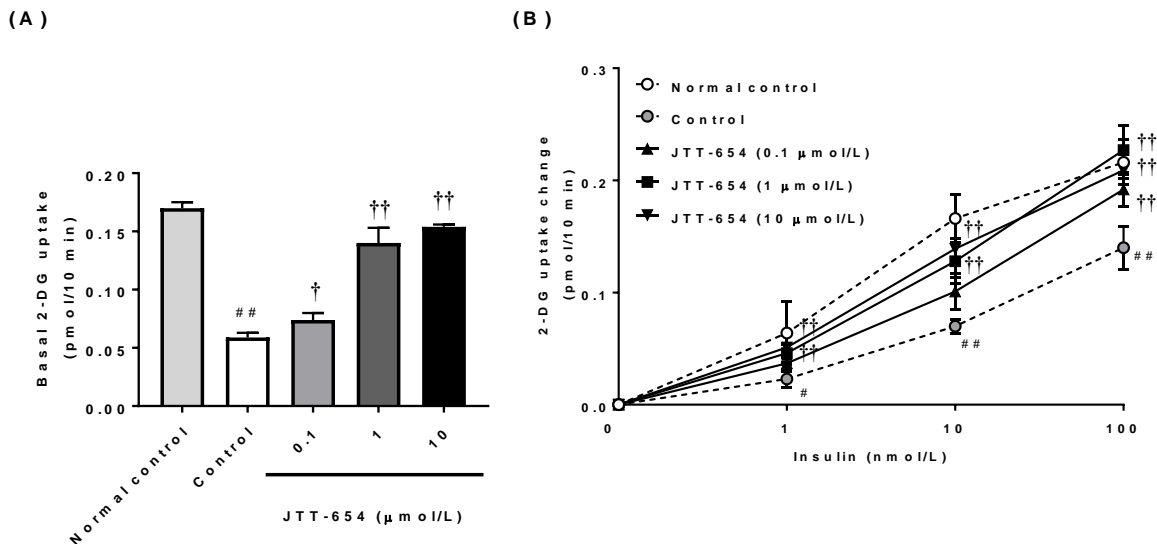 (A)
Basal 2-DG uptake
(pmol/10 min)
0.20
0.15
0.10
0.05
0.00
##
†
††
††
Normal control
Control
0.1
1
10
JTT-654 (μmol/L)
(B)
2-DG uptake change
(pmol/10 min)
0.3
0.2
0.1
0.0
Normal control
Control
JTT-654 (0.1 μmol/L)
JTT-654 (1 μmol/L)
JTT-654 (10 μmol/L)
††
††
††
##
††
††
##
††
††
#
0
1
10
100
Insulin (nmol/L)